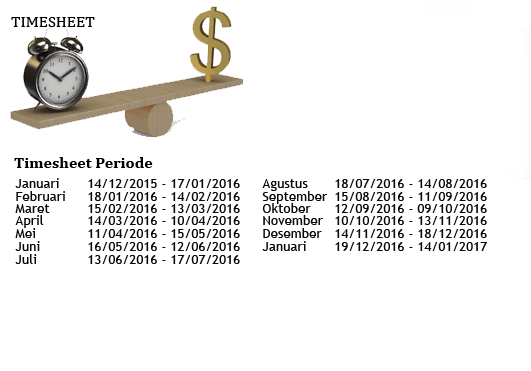 TIMESHEET
$
Timesheet Periode
Januari 14/12/2015 - 17/01/2016
Februari 18/01/2016 - 14/02/2016
Maret 15/02/2016 - 13/03/2016
April 14/03/2016 - 10/04/2016
Mei 11/04/2016 - 15/05/2016
Juni 16/05/2016 - 12/06/2016
Juli 13/06/2016 - 17/07/2016
Agustus 18/07/2016 - 14/08/2016
September 15/08/2016 - 11/09/2016
Oktober 12/09/2016 - 09/10/2016
November 10/10/2016 - 13/11/2016
Desember 14/11/2016 - 18/12/2016
Januari 19/12/2016 - 14/01/2017